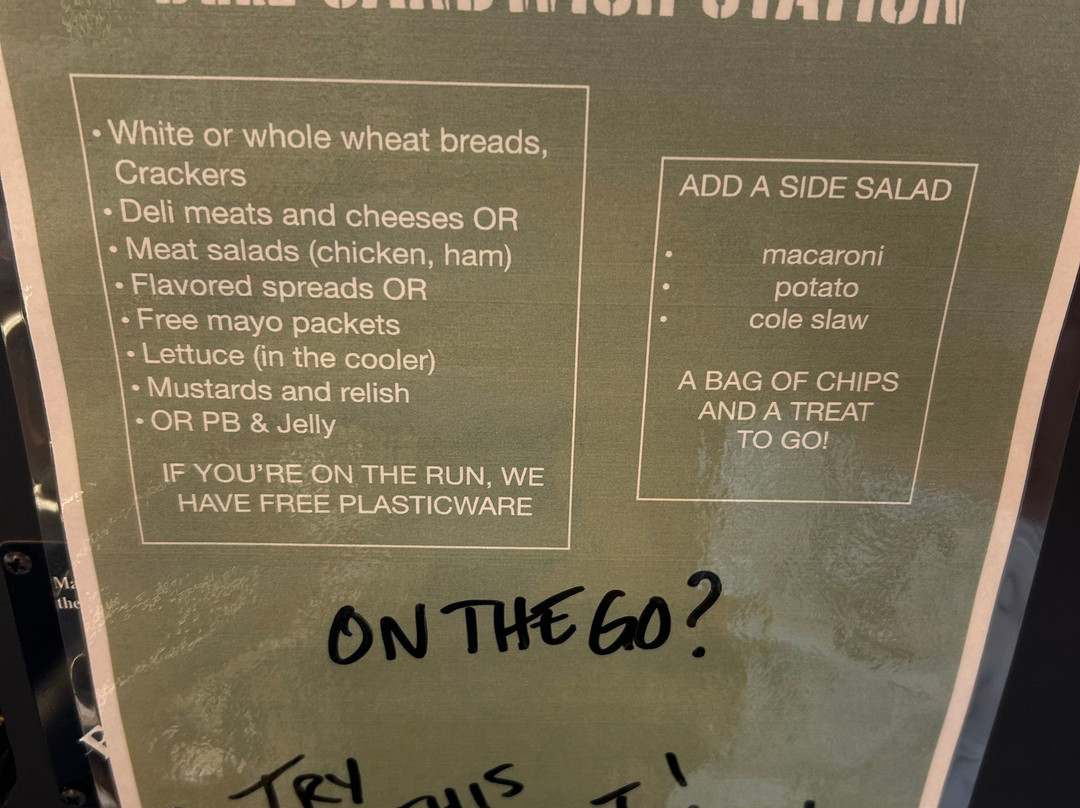 SANDWICH STATION
• White or whole wheat breads,
Crackers
• Deli meats and cheeses OR
• Meat salads (chicken, ham)
• Flavored spreads OR
• Free mayo packets
• Lettuce (in the cooler)
• Mustards and relish
• OR PB & Jelly
IF YOU'RE ON THE RUN, WE
HAVE FREE PLASTICWARE
ADD A SIDE SALAD
• macaroni
• potato
• cole slaw
A BAG OF CHIPS
AND A TREAT
TO GO!
ON THE GO?
TRY
THIS